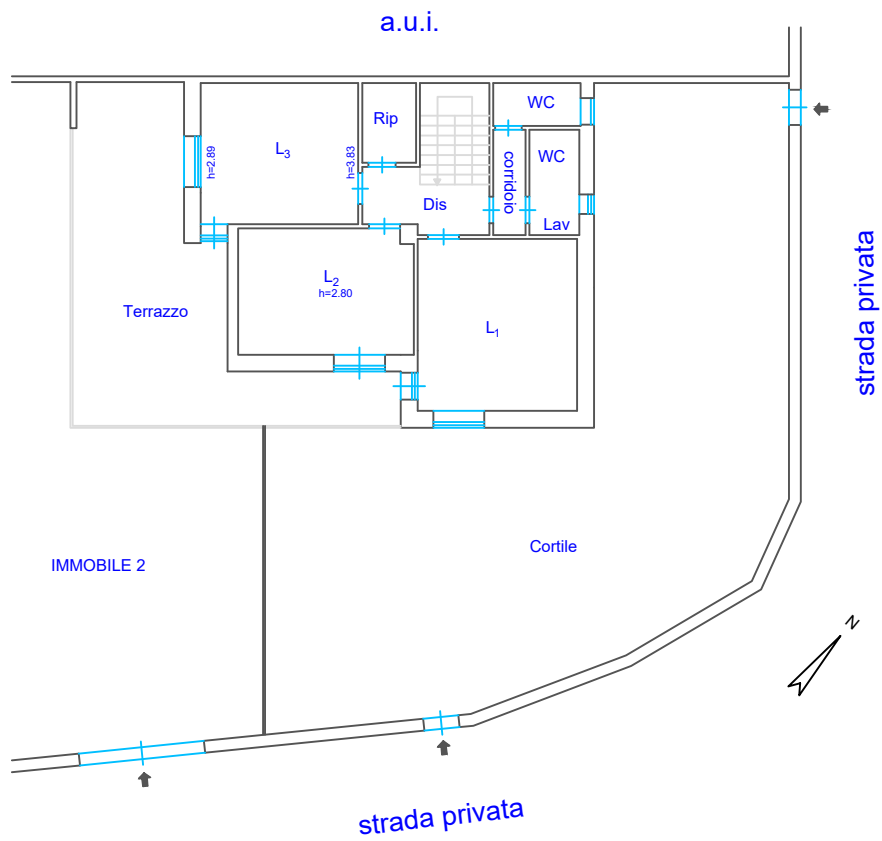 a.u.i.
WC
Rip
L3
h=2.89
h=3.83
WC
corridoio
Dis
Lav
L2
h=2.80
Terrazzo
L1
strada privata
Cortile
IMMOBILE 2
N
strada privata